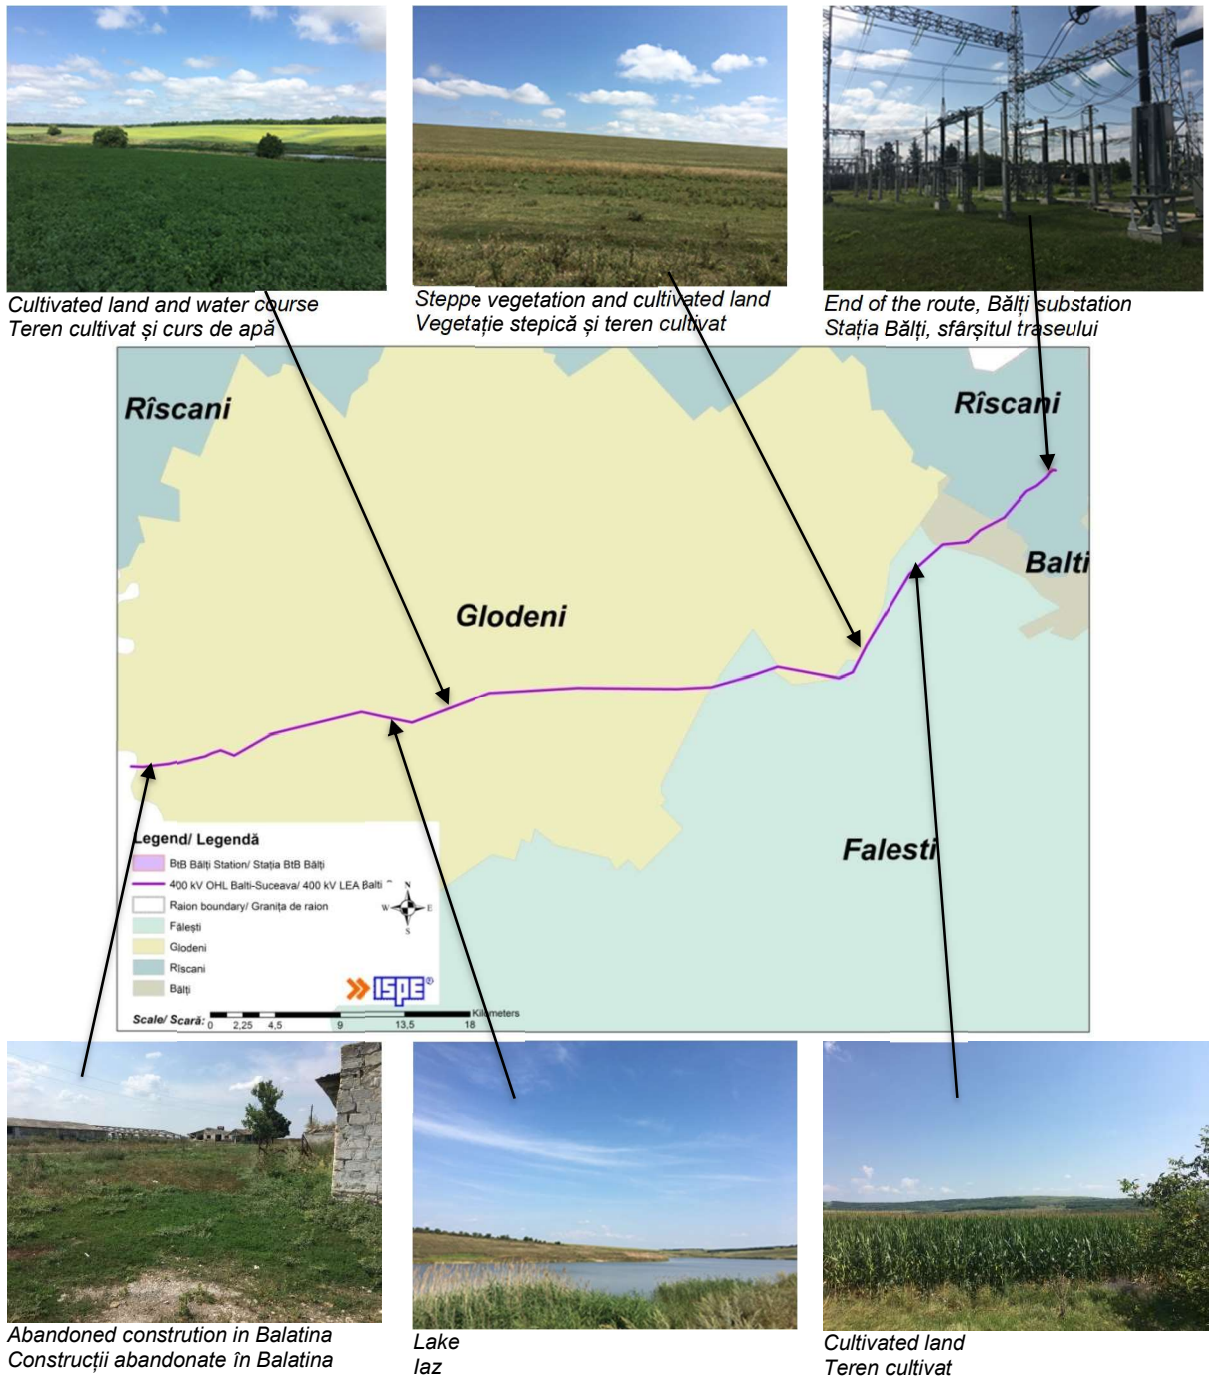 Cultivated land and water course
Teren cultivat și curs de apă
Steppe vegetation and cultivated land
Vegetație stepică și teren cultivat
End of the route, Bălți substation
Stația Bălți, sfârșitul traseului
Rîscani
Rîscani
Balti
Glodeni
Falesti
Legend/ Legendă
BtB Bălți Station/ Stația BtB Bălți
400 kV OHL Balti-Suceava/ 400 kV LEA Balti
Raion boundary/ Granița de raion
Fălești
Glodeni
Rîscani
Bălți
N
W E
S
ISPE®
Scale/ Scară:
0 2,25 4,5 9 13,5 18
Kilometers
Abandoned constrution in Balatina
Construcții abandonate în Balatina
Lake
Iaz
Cultivated land
Teren cultivat